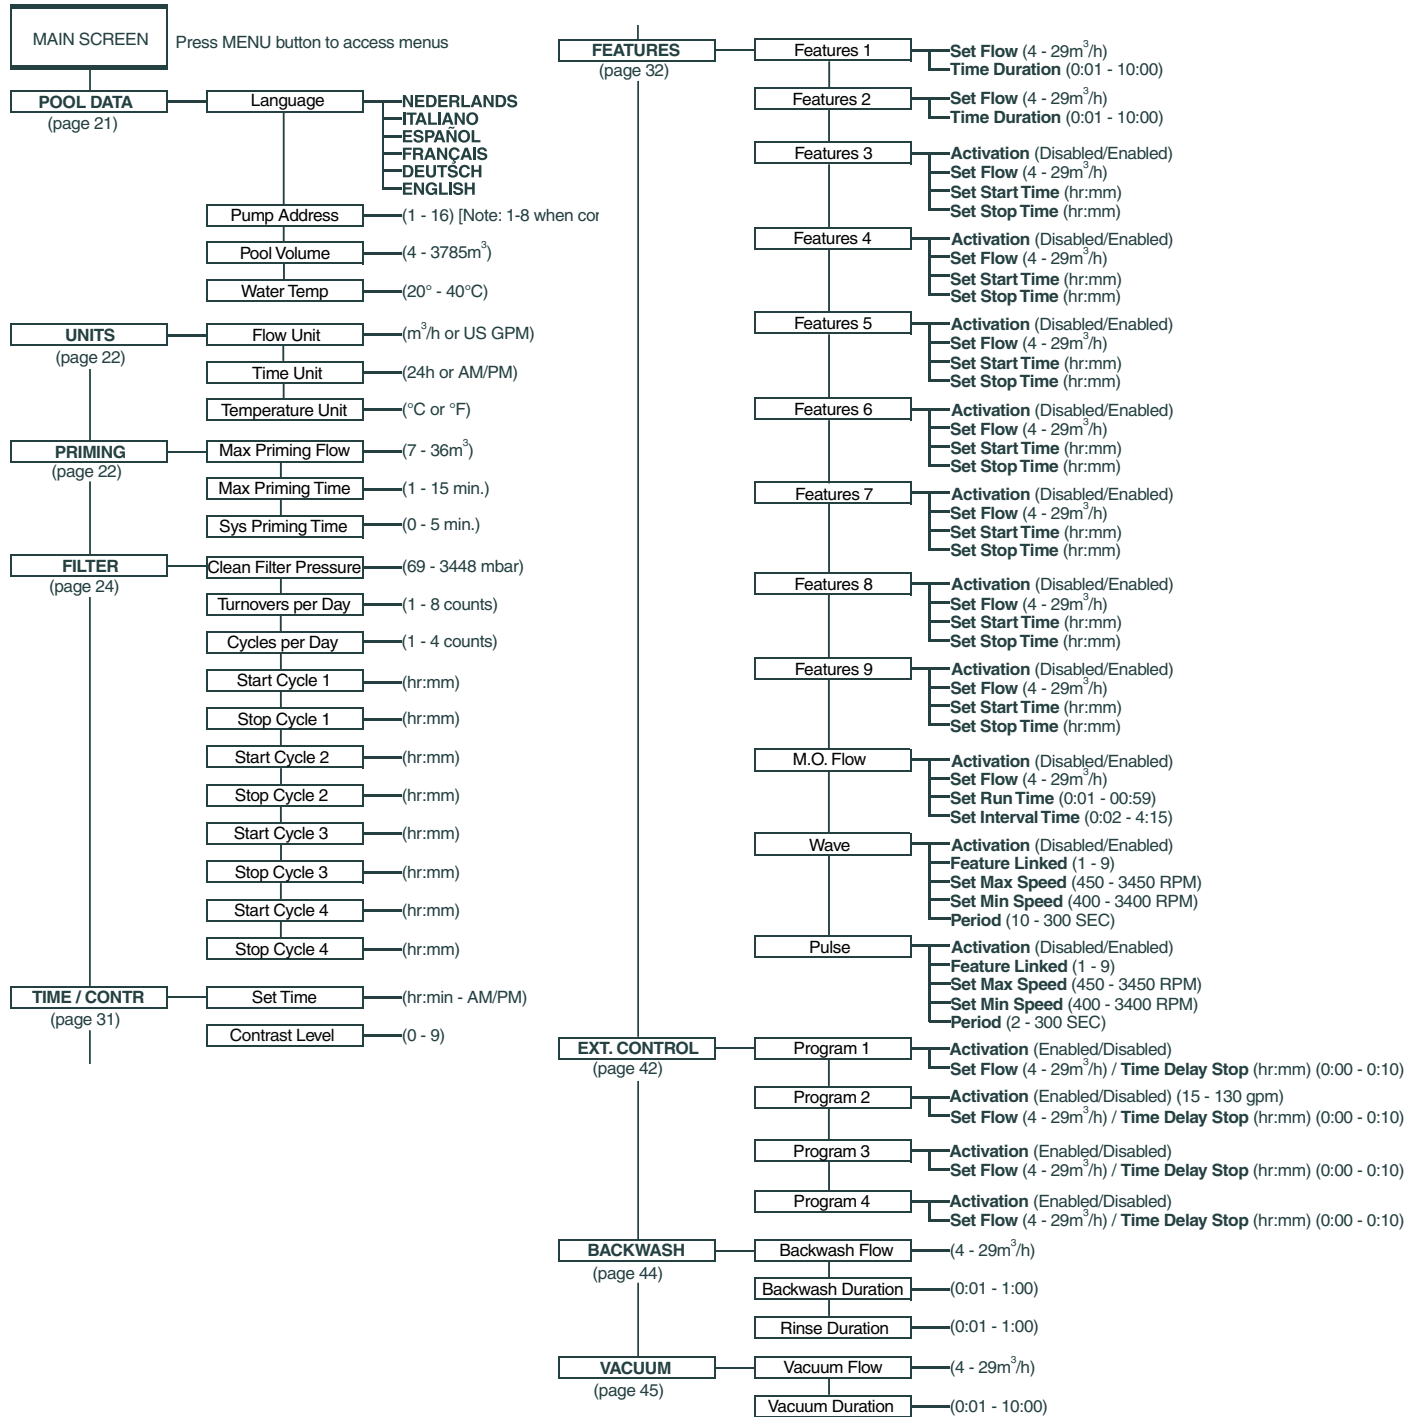 MAIN SCREEN
Press MENU button to access menus
POOL DATA
(page 21)
Language
NEDERLANDS
ITALIANO
ESPAÑOL
FRANÇAIS
DEUTSCH
ENGLISH
Pump Address
(1 - 16) [Note: 1-8 when
Pool Volume
(4 - 3785m³)
Water Temp
(20° - 40°C)
UNITS
(page 22)
Flow Unit
(m³/h or US GPM)
Time Unit
(24h or AM/PM)
Temperature Unit
(°C or °F)
PRIMING
(page 22)
Max Priming Flow
(7 - 36m³)
Max Priming Time
(1 - 15 min.)
Sys Priming Time
(0 - 5 min.)
FILTER
(page 24)
Clean Filter Pressure
(69 - 3448 mbar)
Turnovers per Day
(1 - 8 counts)
Cycles per Day
(1 - 4 counts)
Start Cycle 1
(hr:mm)
Stop Cycle 1
(hr:mm)
Start Cycle 2
(hr:mm)
Stop Cycle 2
(hr:mm)
Start Cycle 3
(hr:mm)
Stop Cycle 3
(hr:mm)
Start Cycle 4
(hr:mm)
Stop Cycle 4
(hr:mm)
TIME / CONTR
(page 31)
Set Time
(hr:min - AM/PM)
Contrast Level
(0 - 9)
FEATURES
(page 32)
Features 1
Set Flow (4 - 29m³/h)
Time Duration (0:01 - 10:00)
Features 2
Set Flow (4 - 29m³/h)
Time Duration (0:01 - 10:00)
Features 3
Activation (Disabled/Enabled)
Set Flow (4 - 29m³/h)
Set Start Time (hr:mm)
Set Stop Time (hr:mm)
Features 4
Activation (Disabled/Enabled)
Set Flow (4 - 29m³/h)
Set Start Time (hr:mm)
Set Stop Time (hr:mm)
Features 5
Activation (Disabled/Enabled)
Set Flow (4 - 29m³/h)
Set Start Time (hr:mm)
Set Stop Time (hr:mm)
Features 6
Activation (Disabled/Enabled)
Set Flow (4 - 29m³/h)
Set Start Time (hr:mm)
Set Stop Time (hr:mm)
Features 7
Activation (Disabled/Enabled)
Set Flow (4 - 29m³/h)
Set Start Time (hr:mm)
Set Stop Time (hr:mm)
Features 8
Activation (Disabled/Enabled)
Set Flow (4 - 29m³/h)
Set Start Time (hr:mm)
Set Stop Time (hr:mm)
Features 9
Activation (Disabled/Enabled)
Set Flow (4 - 29m³/h)
Set Start Time (hr:mm)
Set Stop Time (hr:mm)
M.O. Flow
Activation (Disabled/Enabled)
Set Flow (4 - 29m³/h)
Set Run Time (0:01 - 00:59)
Set Interval Time (0:02 - 4:15)
Wave
Activation (Disabled/Enabled)
Feature Linked (1 - 9)
Set Max Speed (450 - 3450 RPM)
Set Min Speed (400 - 3400 RPM)
Period (10 - 300 SEC)
Pulse
Activation (Disabled/Enabled)
Feature Linked (1 - 9)
Set Max Speed (450 - 3450 RPM)
Set Min Speed (400 - 3400 RPM)
Period (2 - 300 SEC)
EXT. CONTROL
(page 42)
Program 1
Activation (Enabled/Disabled)
Set Flow (4 - 29m³/h) / Time Delay Stop (hr:mm) (0:00 - 0:10)
Program 2
Activation (Enabled/Disabled) (15 - 130 gpm)
Set Flow (4 - 29m³/h) / Time Delay Stop (hr:mm) (0:00 - 0:10)
Program 3
Activation (Enabled/Disabled)
Set Flow (4 - 29m³/h) / Time Delay Stop (hr:mm) (0:00 - 0:10)
Program 4
Activation (Enabled/Disabled)
Set Flow (4 - 29m³/h) / Time Delay Stop (hr:mm) (0:00 - 0:10)
BACKWASH
(page 44)
Backwash Flow
(4 - 29m³/h)
Backwash Duration
(0:01 - 1:00)
Rinse Duration
(0:01 - 1:00)
VACUUM
(page 45)
Vacuum Flow
(4 - 29m³/h)
Vacuum Duration
(0:01 - 10:00)